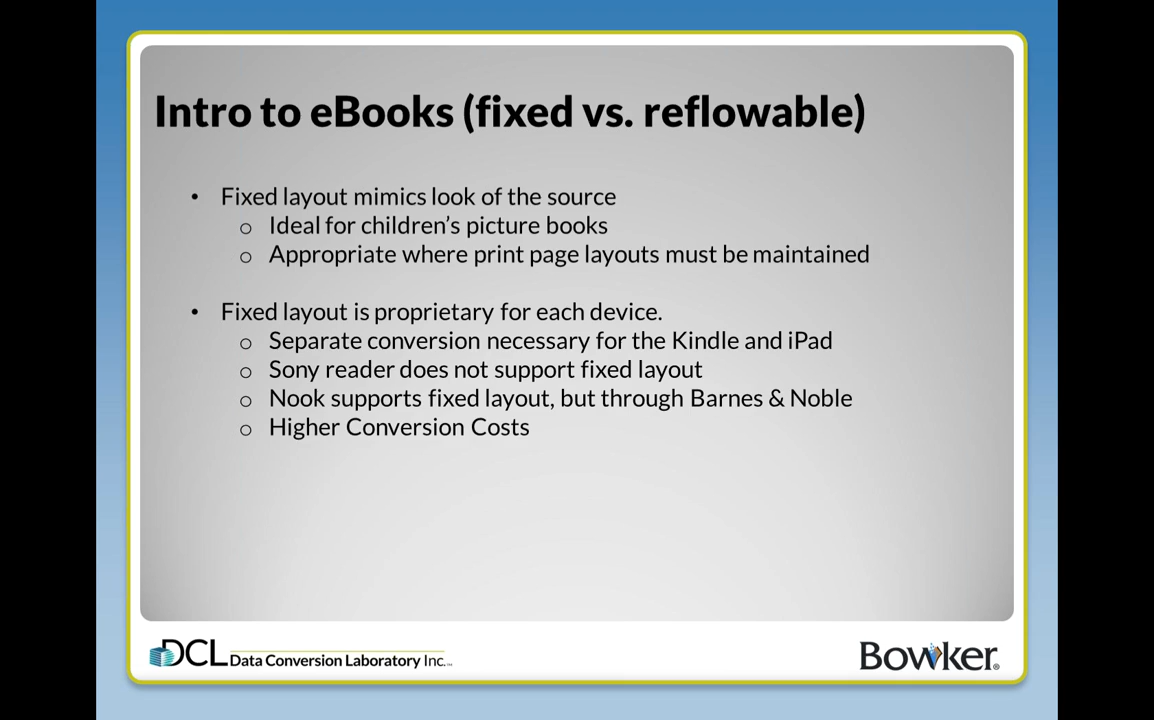 Intro to eBooks (fixed vs. reflowable)
• Fixed layout mimics look of the source
o Ideal for children’s picture books
o Appropriate where print page layouts must be maintained
• Fixed layout is proprietary for each device.
o Separate conversion necessary for the Kindle and iPad
o Sony reader does not support fixed layout
o Nook supports fixed layout, but through Barnes & Noble
o Higher Conversion Costs
DCL Data Conversion Laboratory Inc.™
Bowker®